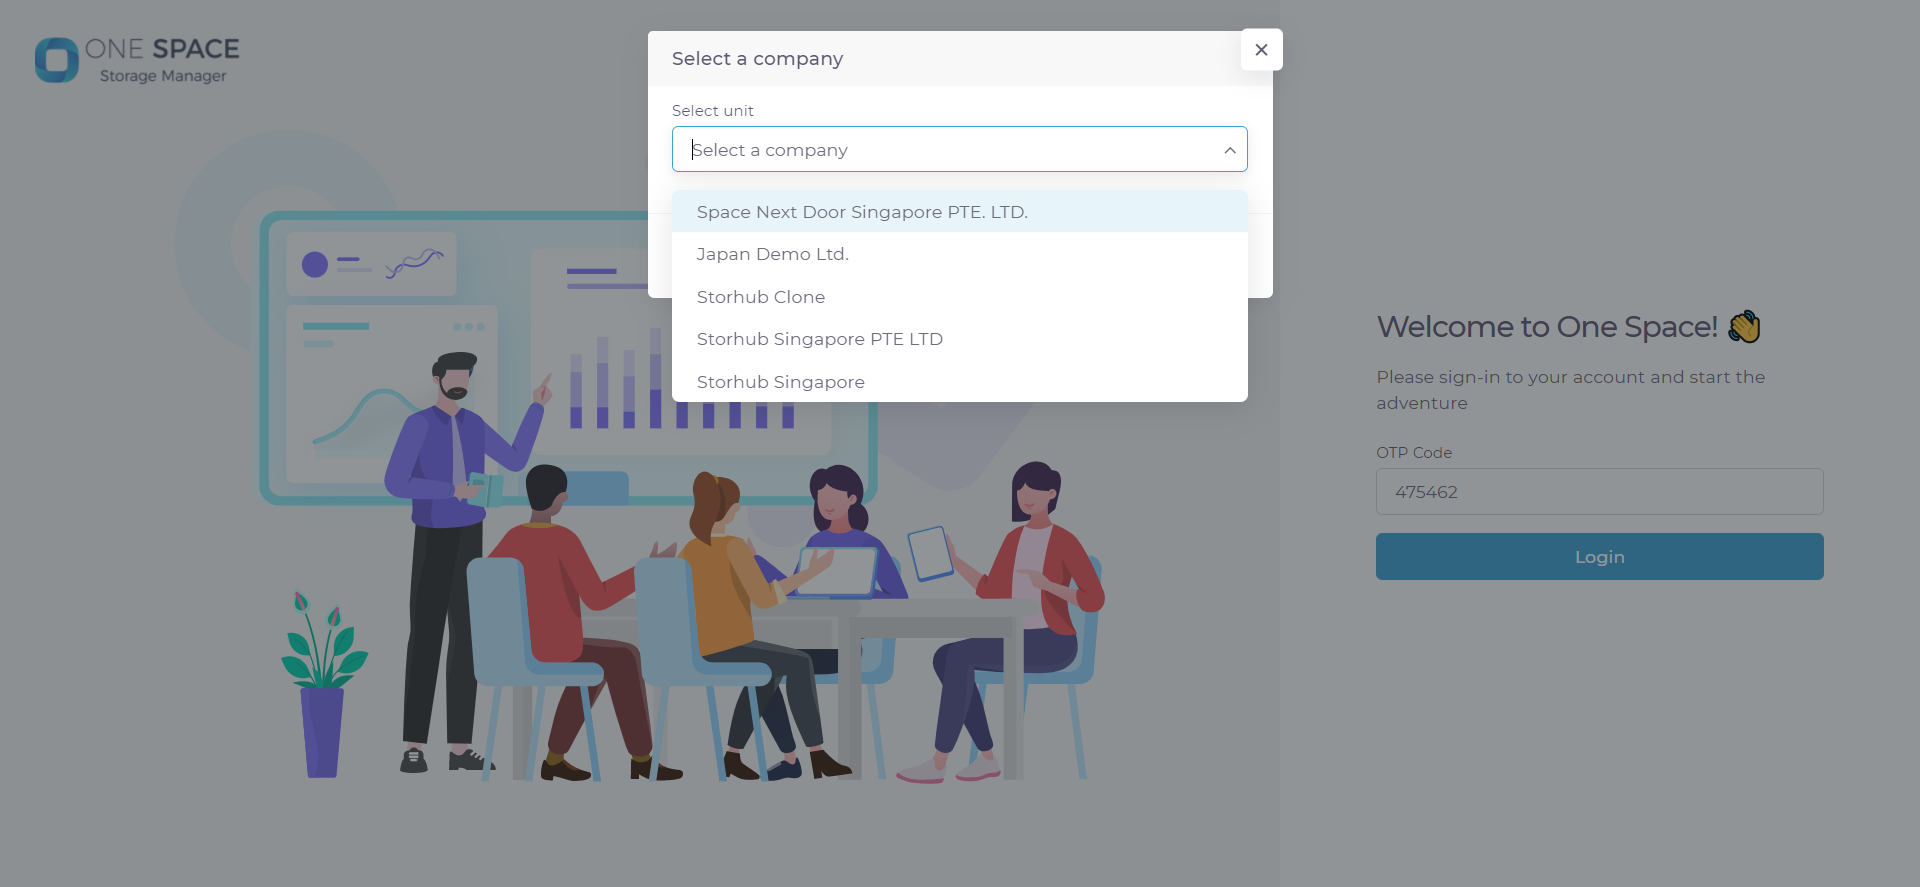 ONE SPACE
Storage Manager
Select a company
Select unit
Select a company
Space Next Door Singapore PTE. LTD.
Japan Demo Ltd.
Storhub Clone
Storhub Singapore PTE LTD
Storhub Singapore
Welcome to One Space! 👋
Please sign-in to your account and start the
adventure
OTP Code
475462
Login